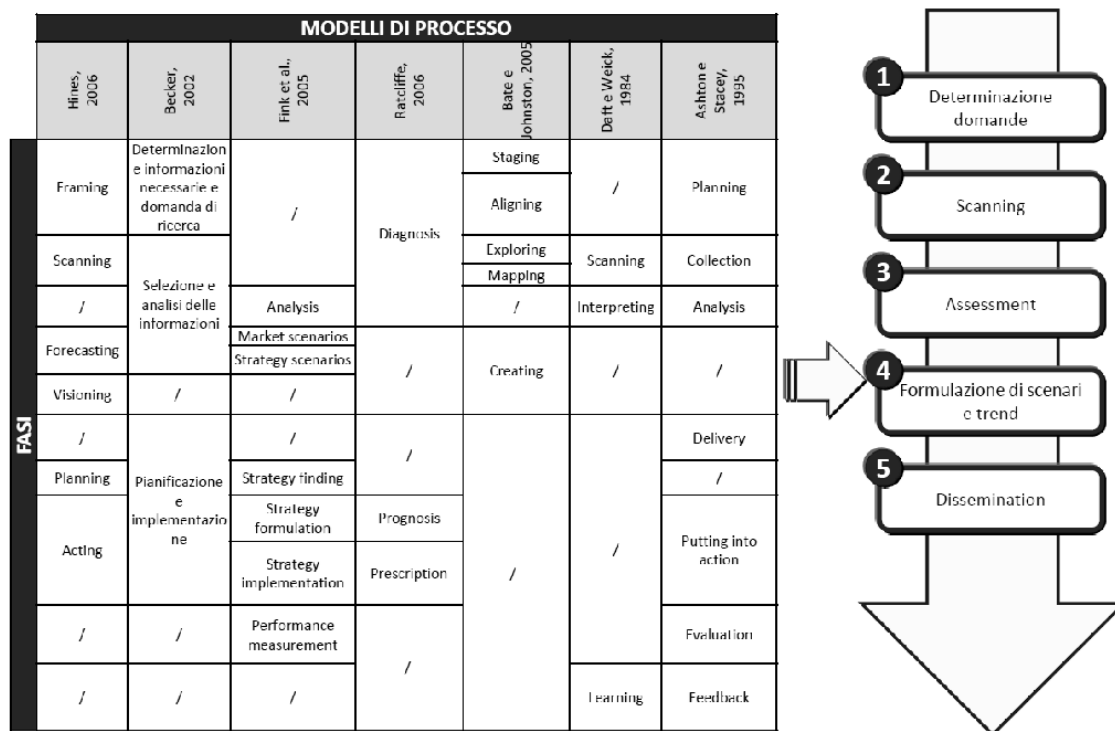 MODELLI DI PROCESSO
Hines,
2006
Becker,
2002
Fink et al.,
2005
Ratcliffe,
2006
Bate e
Johnston, 2005
Daft e Weick,
1984
Ashton e
Stacey,
1995
FASI
Framing
Determinazion
e informazioni
necessarie e
domanda di
ricerca
/
Diagnosis
Staging
Aligning
/
Planning
Scanning
Selezione e
analisi delle
informazioni
Exploring
Mapping
Scanning
Collection
/
Analysis
/
Interpreting
Analysis
Forecasting
Market scenarios
Strategy scenarios
/
Creating
/
/
Visioning
/
/
/
Pianificazione
e
implementazio
ne
/
/
/
/
Delivery
Planning
Strategy finding
/
Acting
Strategy
formulation
Prognosis
Putting into
action
Strategy
implementation
Prescription
/
/
Performance
measurement
/
Evaluation
/
/
/
Learning
Feedback
1
Determinazione
domande
2
Scanning
3
Assessment
4
Formulazione di scenari
e trend
5
Dissemination